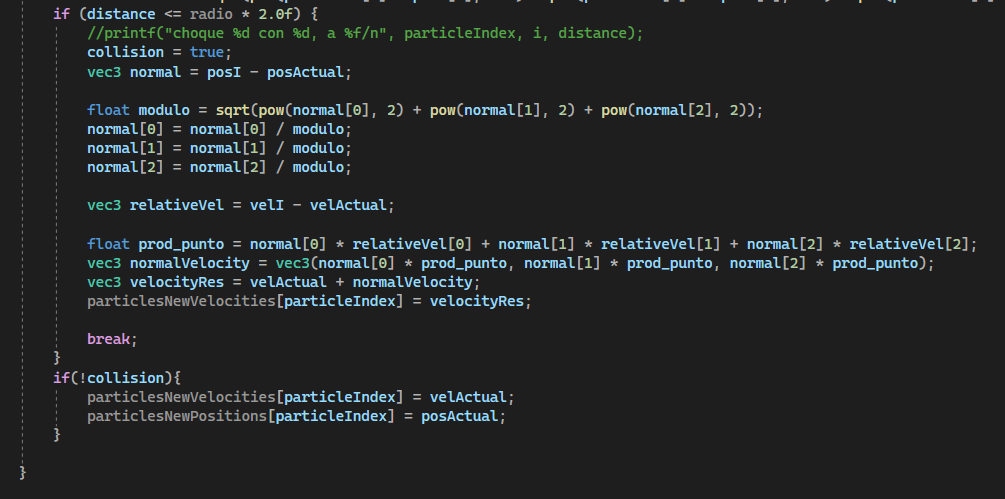 if (distance <= radio * 2.0f) {
//printf("choque %d con %d, a %f/n", particleIndex, i, distance);
collision = true;
vec3 normal = posI - posActual;
float modulo = sqrt(pow(normal[0], 2) + pow(normal[1], 2) + pow(normal[2], 2));
normal[0] = normal[0] / modulo;
normal[1] = normal[1] / modulo;
normal[2] = normal[2] / modulo;
vec3 relativeVel = velI - velActual;
float prod_punto = normal[0] * relativeVel[0] + normal[1] * relativeVel[1] + normal[2] * relativeVel[2];
vec3 normalVelocity = vec3(normal[0] * prod_punto, normal[1] * prod_punto, normal[2] * prod_punto);
vec3 velocityRes = velActual + normalVelocity;
particlesNewVelocities[particleIndex] = velocityRes;
break;
}
if(!collision){
particlesNewVelocities[particleIndex] = velActual;
particlesNewPositions[particleIndex] = posActual;
}
}